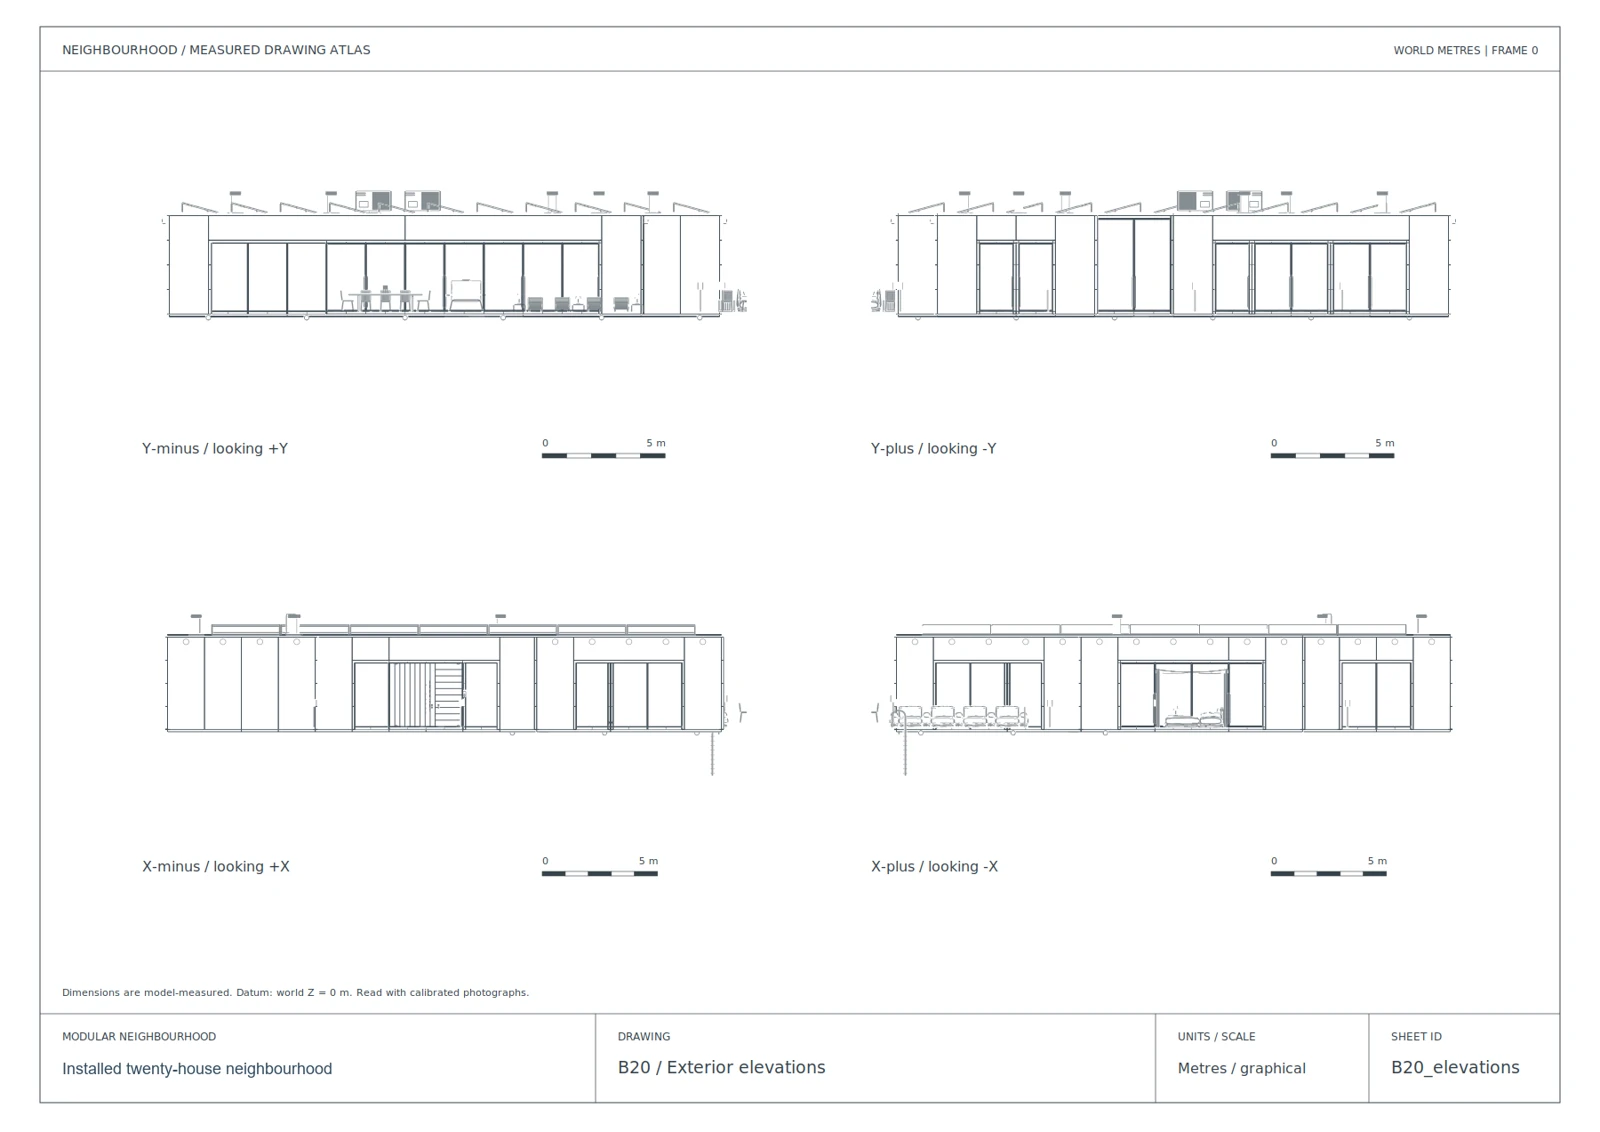 NEIGHBOURHOOD / MEASURED DRAWING ATLAS
WORLD METRES | FRAME 0
Y-minus / looking +Y
0 5 m
Y-plus / looking -Y
0 5 m
X-minus / looking +X
0 5 m
X-plus / looking -X
0 5 m
Dimensions are model-measured. Datum: world Z = 0 m. Read with calibrated photographs.
MODULAR NEIGHBOURHOOD
Installed twenty-house neighbourhood
DRAWING
B20 / Exterior elevations
UNITS / SCALE
Metres / graphical
SHEET ID
B20_elevations